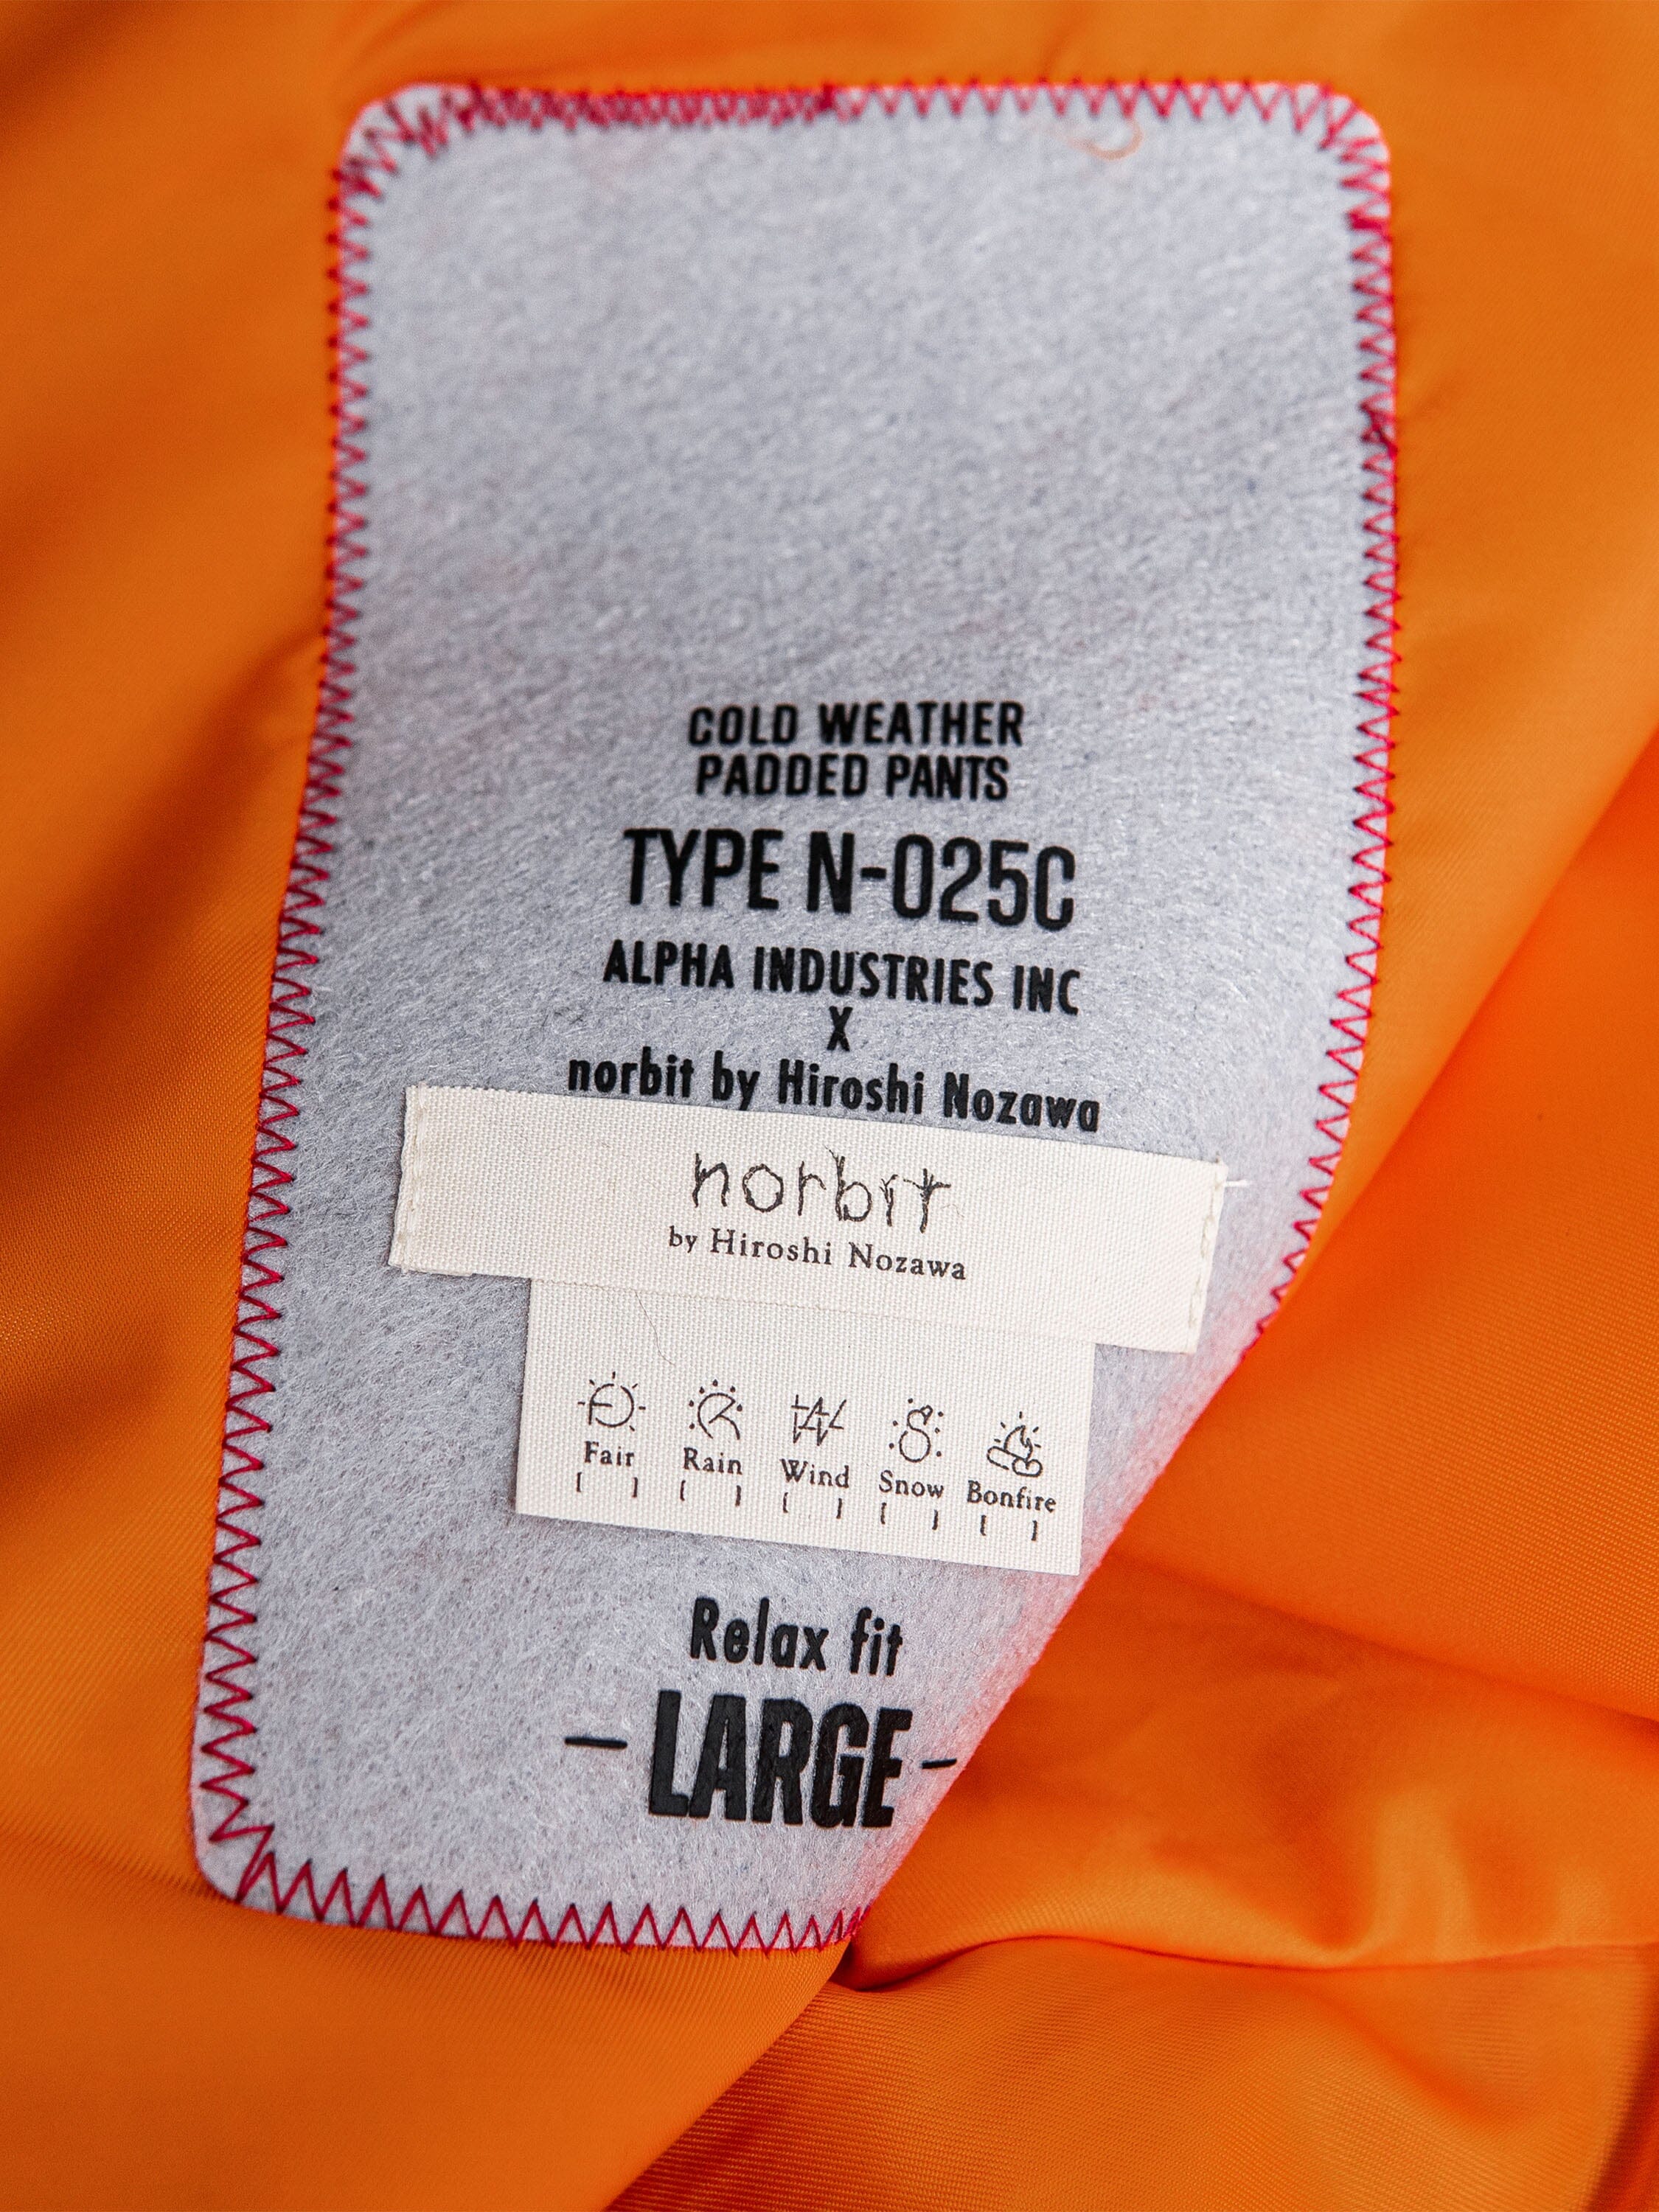 COLD WEATHER
PADDED PANTS
TYPE N-025C
ALPHA INDUSTRIES INC
X
norbit by Hiroshi Nozawa
norbit
by Hiroshi Nozawa
Fair Rain Wind Snow Bonfire
[ ] [ ] [ ] [ ] [ ]
Relax fit
- LARGE -